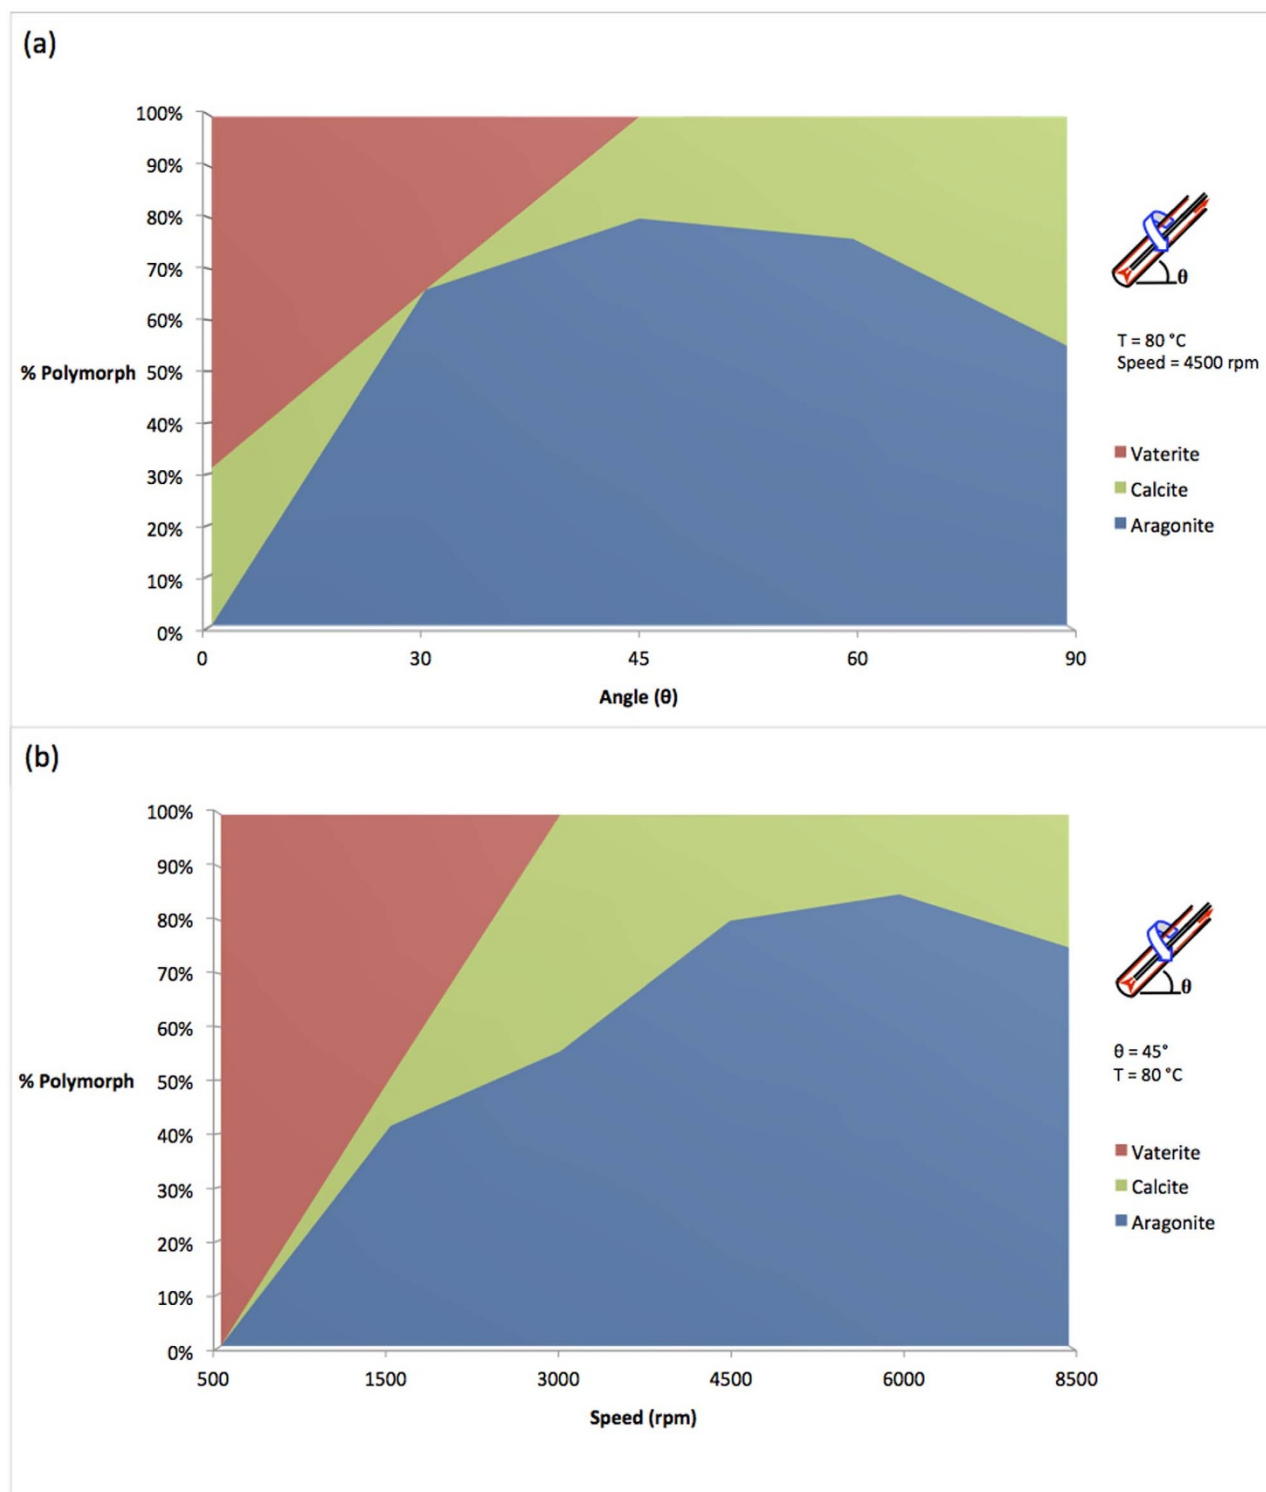 (a)
100%
90%
80%
70%
60%
% Polymorph 50%
40%
30%
20%
10%
0%
0 30 45 60 90
Angle (θ)
θ
T = 80 °C
Speed = 4500 rpm
Vaterite
Calcite
Aragonite
(b)
100%
90%
80%
70%
60%
% Polymorph 50%
40%
30%
20%
10%
0%
500 1500 3000 4500 6000 8500
Speed (rpm)
θ
θ = 45°
T = 80 °C
Vaterite
Calcite
Aragonite